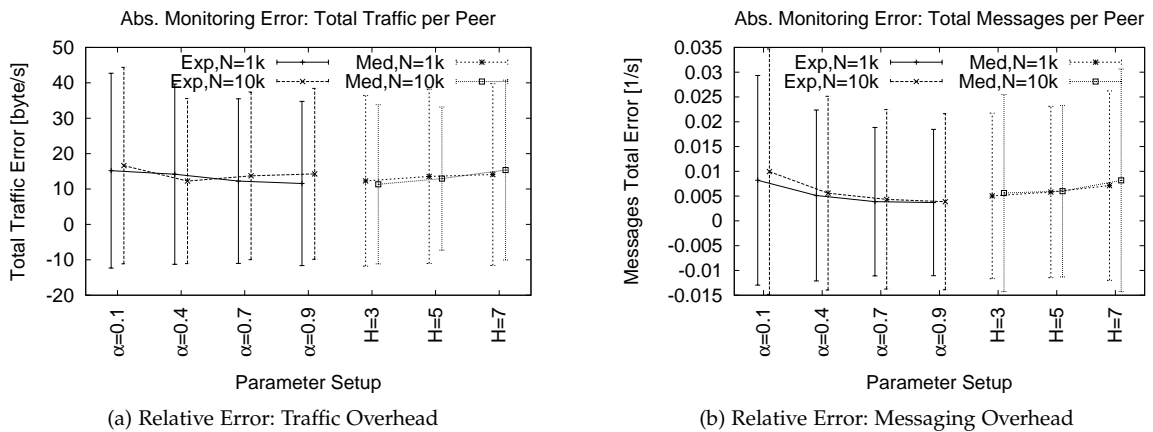 Abs. Monitoring Error: Total Traffic per Peer
Total Traffic Error [byte/s]
50
40
30
20
10
0
-10
-20
Exp,N=1k
Exp,N=10k
Med,N=1k
Med,N=10k
α=0.1
α=0.4
α=0.7
α=0.9
H=3
H=5
H=7
Parameter Setup
(a) Relative Error: Traffic Overhead
Abs. Monitoring Error: Total Messages per Peer
Messages Total Error [1/s]
0.035
0.03
0.025
0.02
0.015
0.01
0.005
0
-0.005
-0.01
-0.015
Exp,N=1k
Exp,N=10k
Med,N=1k
Med,N=10k
α=0.1
α=0.4
α=0.7
α=0.9
H=3
H=5
H=7
Parameter Setup
(b) Relative Error: Messaging Overhead